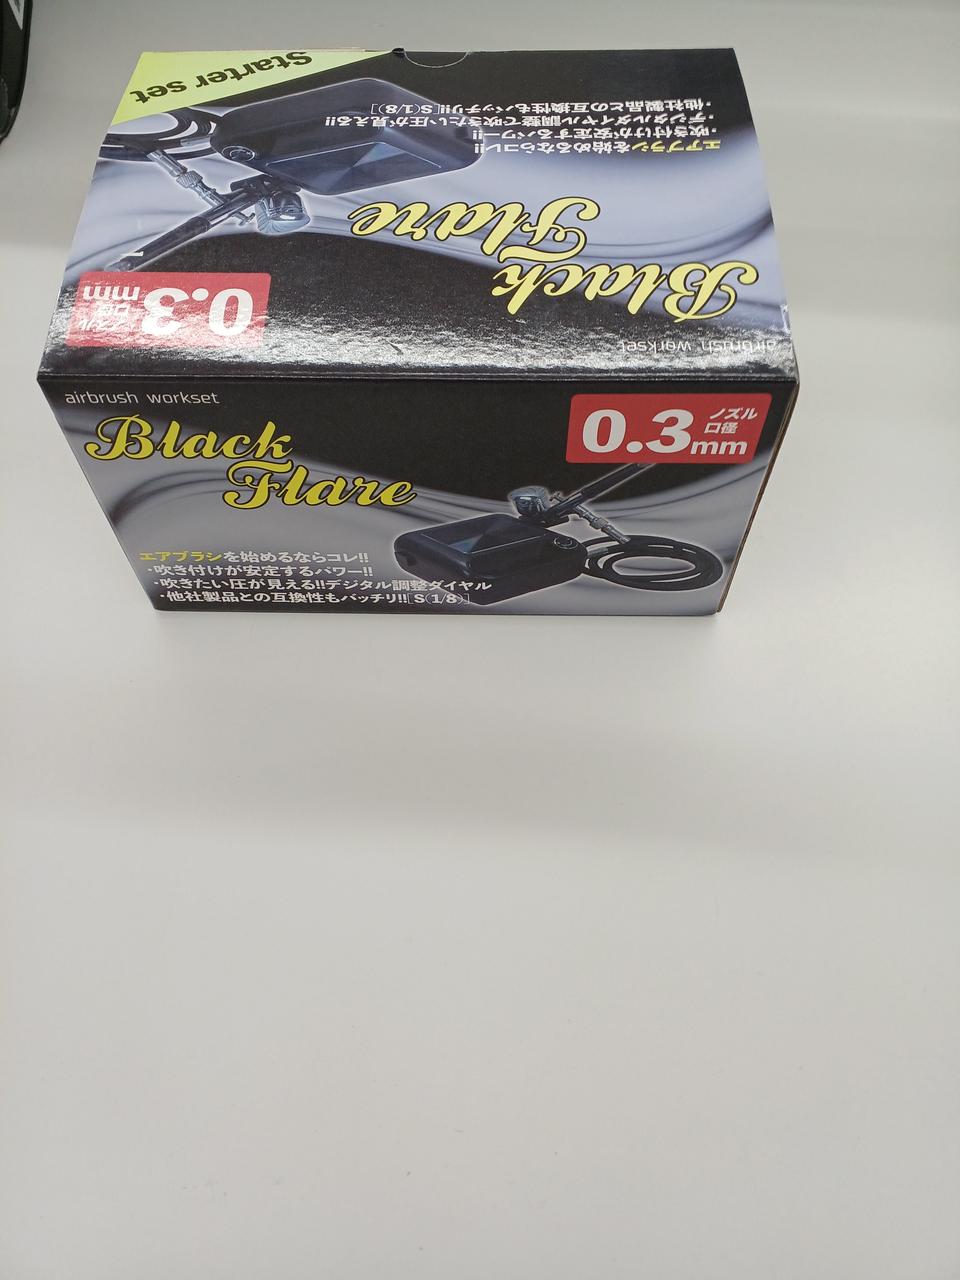 Starter set
エアブラシを始めるならコレ!!
・吹き付けが安定するパワー!!
・デジタルダイヤル調整で吹きたい圧が見える!!
・他社製品との互換性もバッチリ!![S(1/8)]
Black
Flare
0.3mm
ノズル
口径
airbrush workset
airbrush workset
Black
Flare
0.3mm
ノズル
口径
エアブラシを始めるならコレ!!
・吹き付けが安定するパワー!!
・吹きたい圧が見える!!デジタル調整ダイヤル
・他社製品との互換性もバッチリ!![S(1/8)]